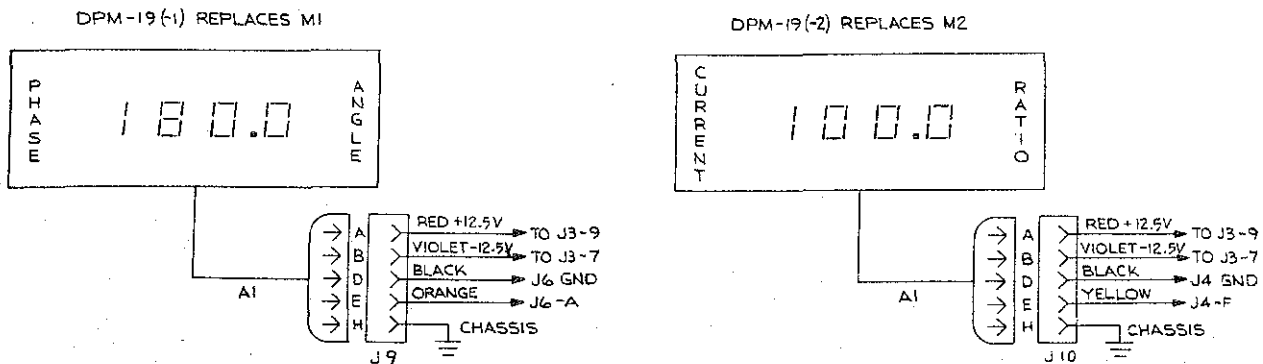 DPM-19(-1) REPLACES M1
PHASE
180.0
ANGLE
A RED +12.5V TO J3-9
B VIOLET-12.5V TO J3-7
D BLACK J6 GND
E ORANGE J6-A
H CHASSIS
A1
J9
DPM-19(-2) REPLACES M2
CURRENT
100.0
RATIO
A RED +12.5V TO J3-9
B VIOLET-12.5V TO J3-7
D BLACK J4 GND
E YELLOW J4-F
H CHASSIS
A1
J10